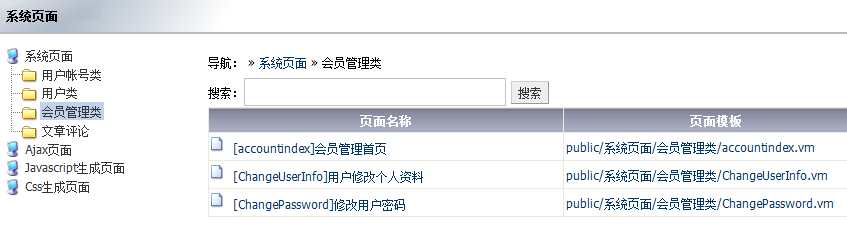 系统页面
系统页面
用户帐号类
用户类
会员管理类
文章评论
Ajax页面
Javascript生成页面
Css生成页面
导航： » 系统页面 » 会员管理类
搜索： 搜索
页面名称 页面模板
[accountindex]会员管理首页 public/系统页面/会员管理类/accountindex.vm
[ChangeUserInfo]用户修改个人资料 public/系统页面/会员管理类/ChangeUserInfo.vm
[ChangePassword]修改用户密码 public/系统页面/会员管理类/ChangePassword.vm